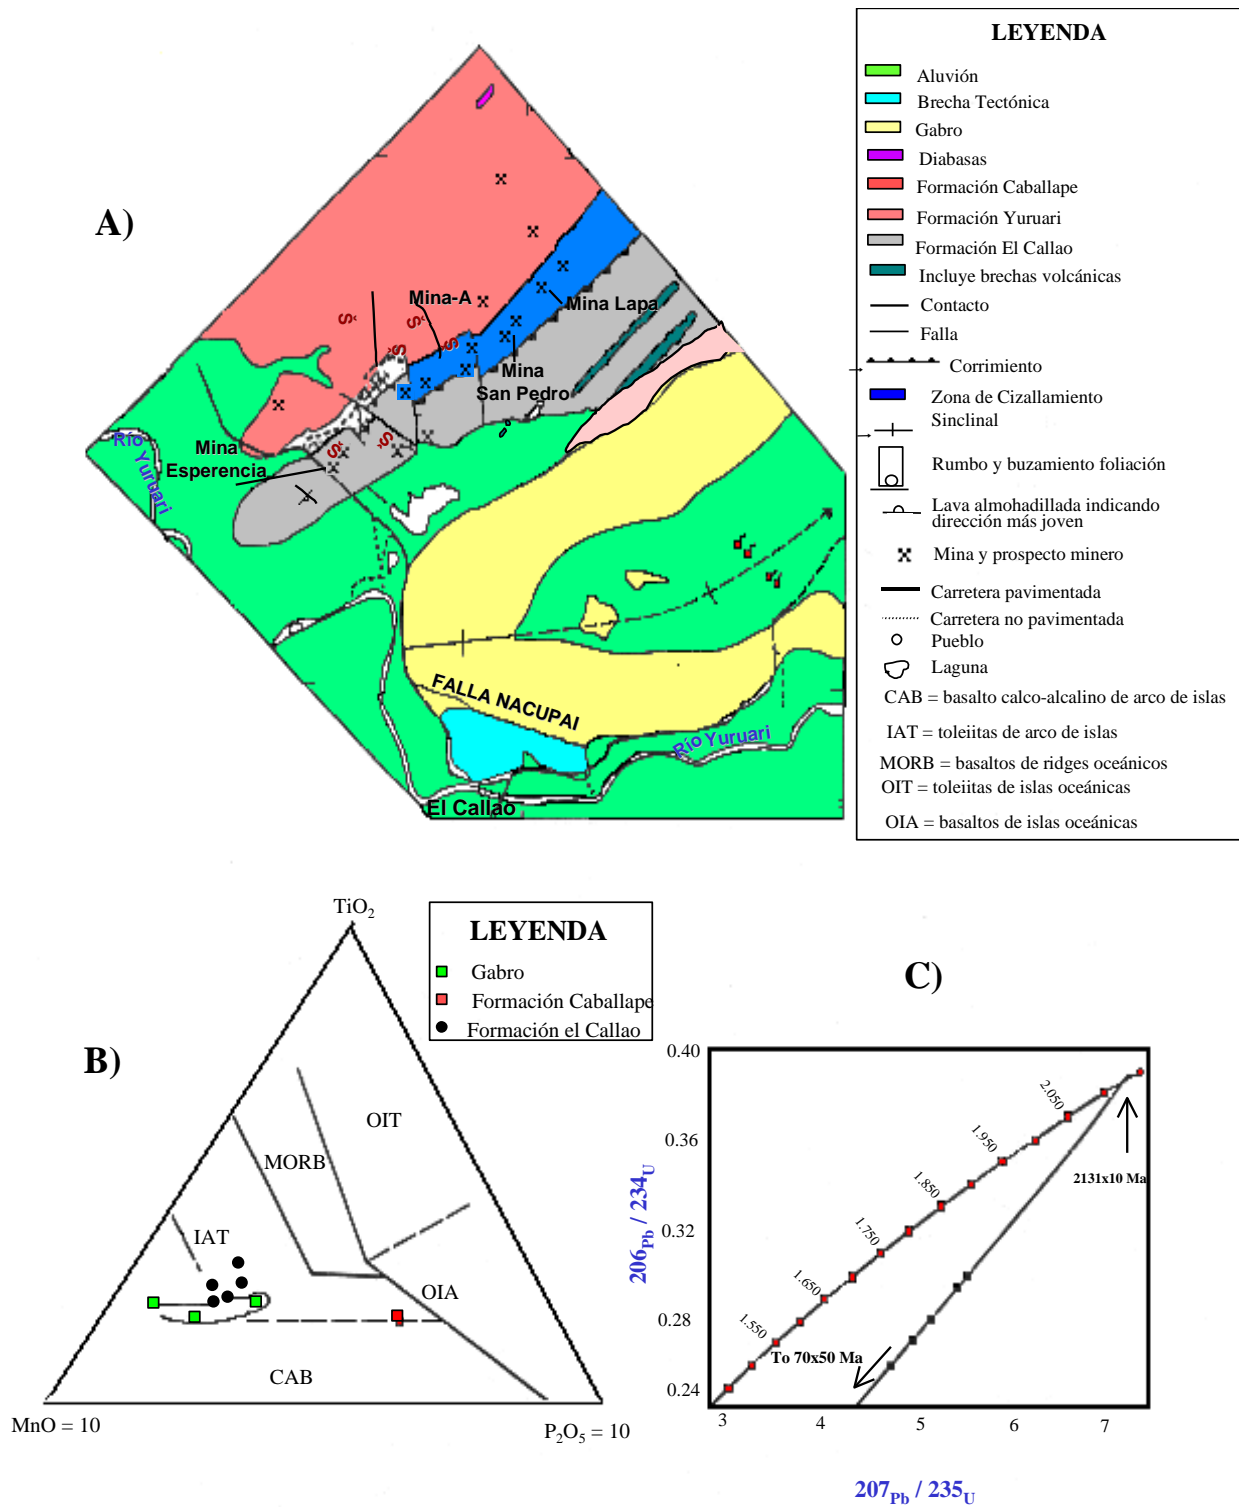 A)
Mina-A
Mina Lapa
Mina
San Pedro
Mina
Esperencia
Río
Yuruari
FALLA NACUPAI
Río Yuruari
El Callao
S
S
S
S
S
S
LEYENDA
Aluvión
Brecha Tectónica
Gabro
Diabasas
Formación Caballape
Formación Yuruari
Formación El Callao
Incluye brechas volcánicas
Contacto
Falla
Corrimiento
Zona de Cizallamiento
Sinclinal
Rumbo y buzamiento foliación
Lava almohadillada indicando
dirección más joven
Mina y prospecto minero
Carretera pavimentada
Carretera no pavimentada
Pueblo
Laguna
CAB = basalto calco-alcalino de arco de islas
IAT = toleiitas de arco de islas
MORB = basaltos de ridges oceánicos
OIT = toleiitas de islas oceánicas
OIA = basaltos de islas oceánicas
B)
TiO2
LEYENDA
Gabro
Formación Caballape
Formación el Callao
OIT
MORB
IAT
OIA
CAB
MnO = 10
P2O5 = 10
C)
0.40
0.36
0.32
0.28
0.24
206Pb / 234U
2.050
1.950
1.850
1.750
1.650
1.550
2131x10 Ma
To 70x50 Ma
3
4
5
6
7
207Pb / 235U